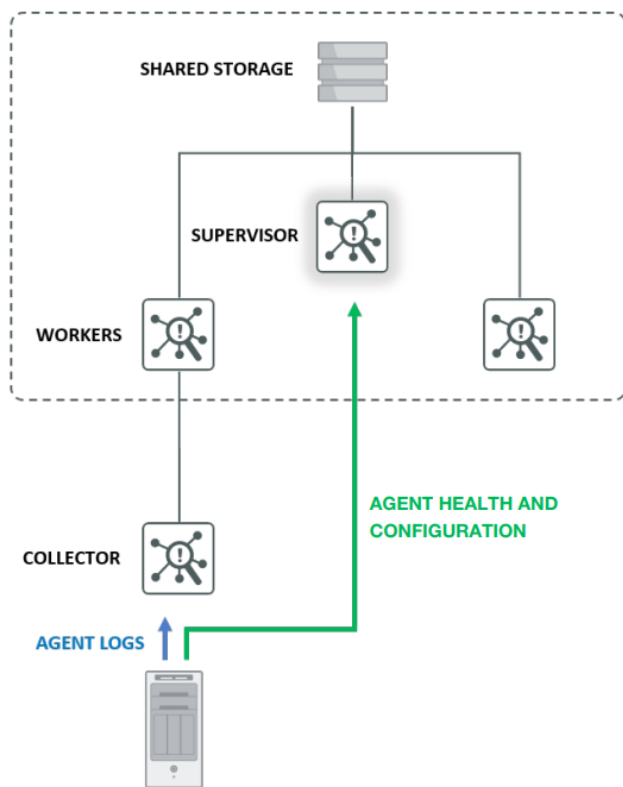 SHARED STORAGE
SUPERVISOR
WORKERS
AGENT HEALTH AND
CONFIGURATION
COLLECTOR
AGENT LOGS